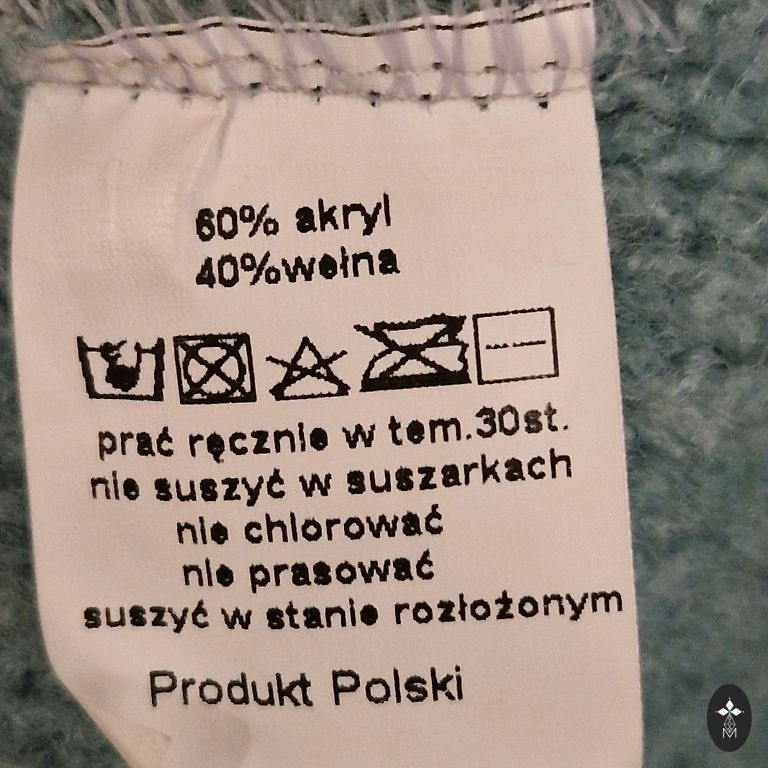 60% akryl
40%wełna
prać ręcznie w tem.30st.
nie suszyć w suszarkach
nie chlorować
nie prasować
suszyć w stanie rozłożonym
Produkt Polski
M